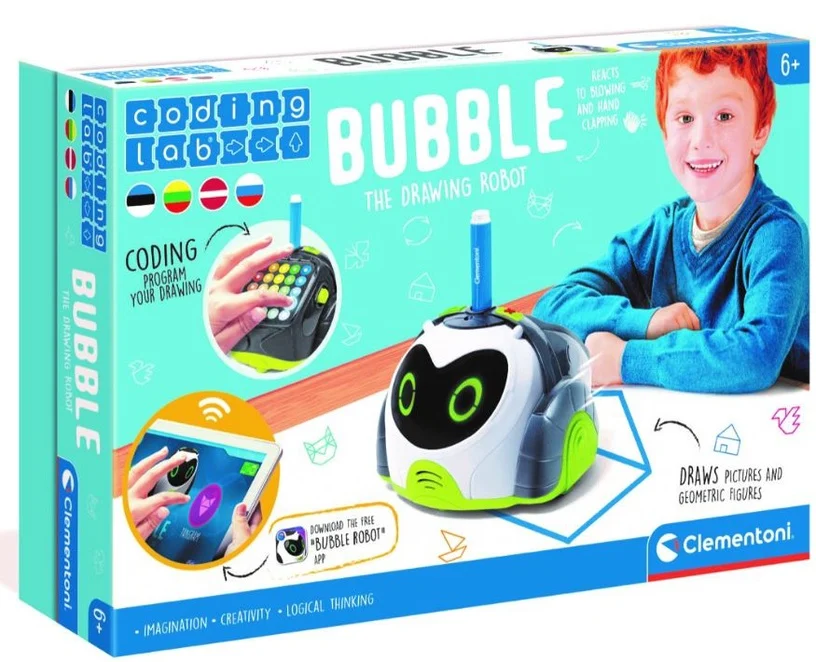 coding
lab
BUBBLE
THE DRAWING ROBOT
REACTS
TO BLOWING
AND HAND
CLAPPING
6+
CODING
PROGRAM
YOUR DRAWING
Clementoni
DOWNLOAD THE FREE
"BUBBLE ROBOT"
APP
DRAWS PICTURES AND
GEOMETRIC FIGURES
Clementoni
• IMAGINATION • CREATIVITY • LOGICAL THINKING
coding
lab
BUBBLE
THE DRAWING ROBOT
Clementoni
6+
BUBBLE
Clementoni